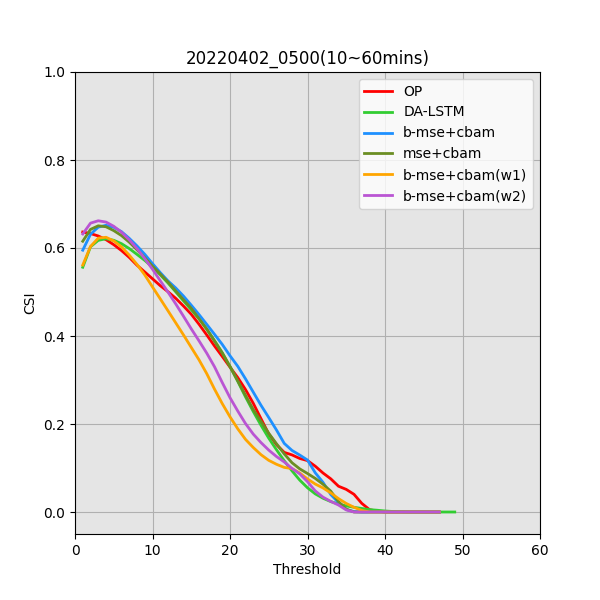 20220402_0500(10~60mins)
OP
DA-LSTM
b-mse+cbam
mse+cbam
b-mse+cbam(w1)
b-mse+cbam(w2)
1.0
0.8
0.6
0.4
0.2
0.0
CSI
0 10 20 30 40 50 60
Threshold